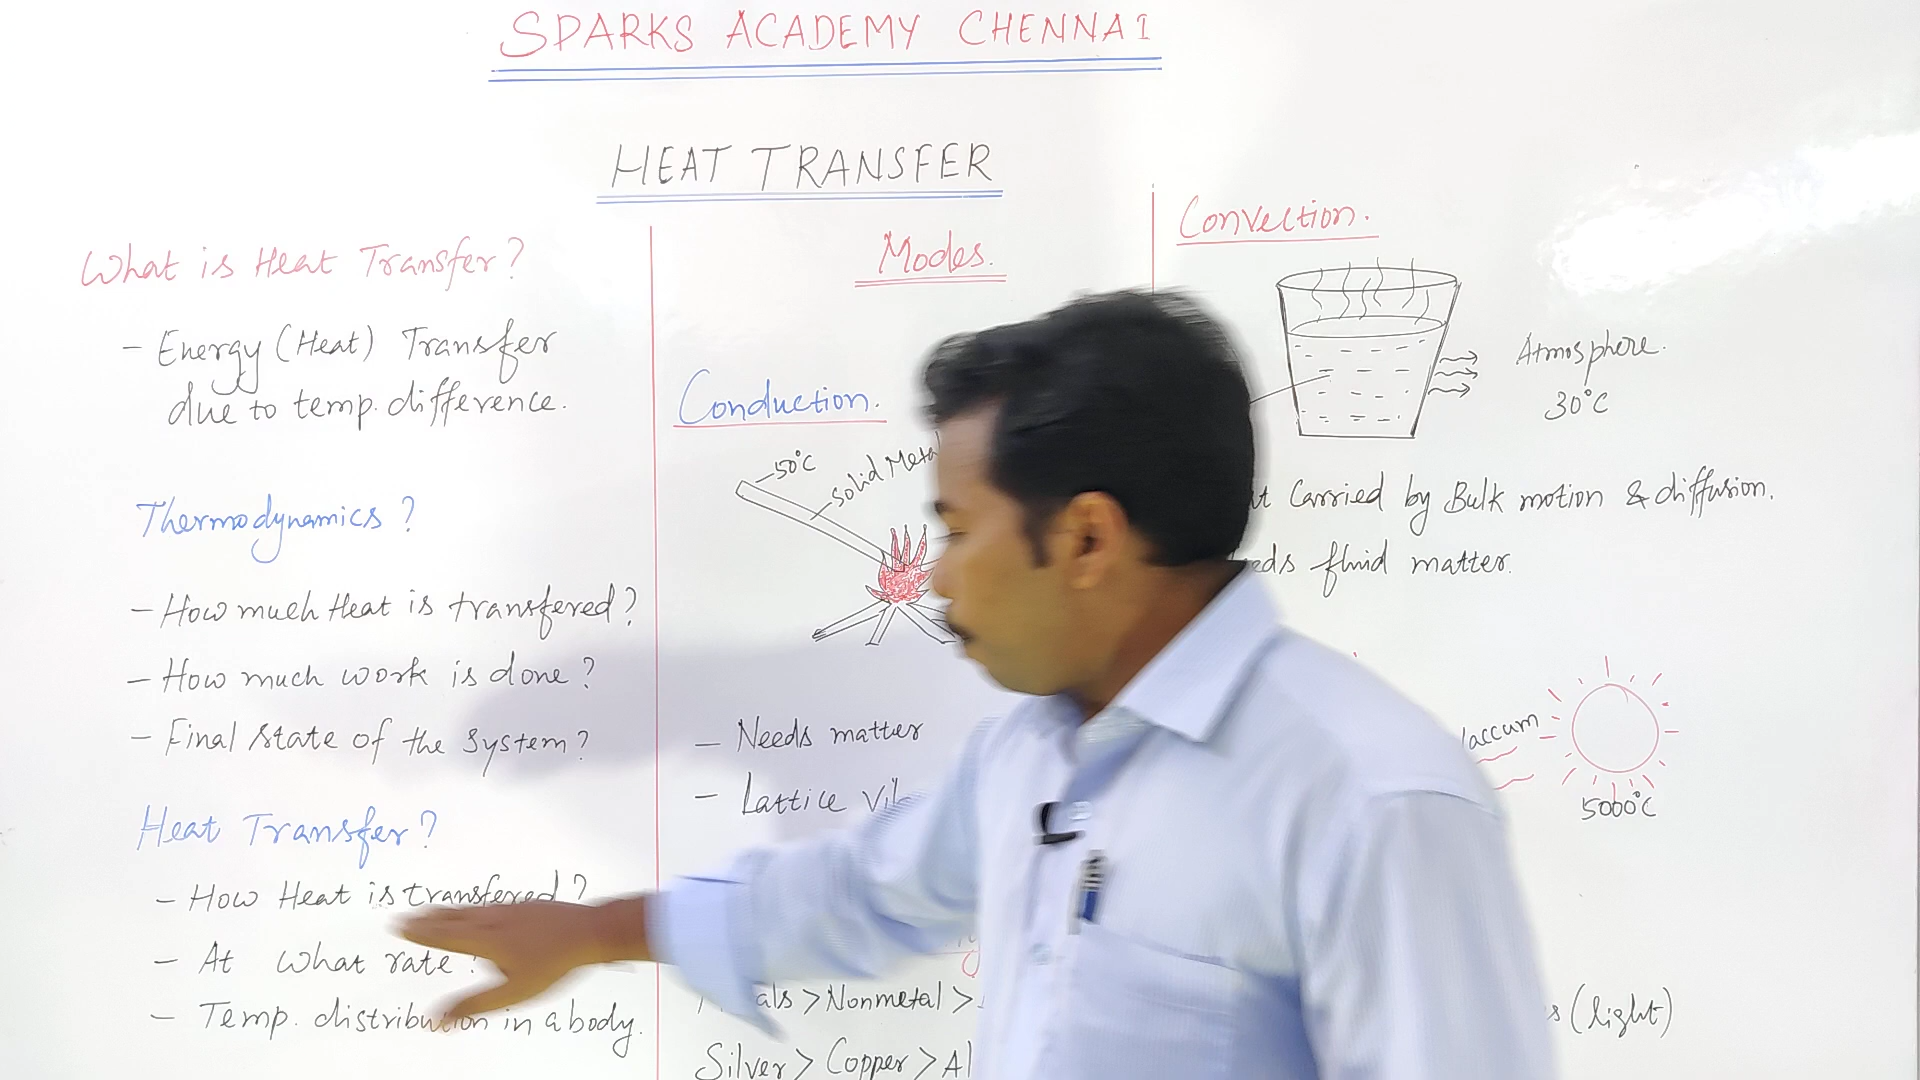 SPARKS ACADEMY CHENNAI
HEAT TRANSFER
What is Heat Transfer?
- Energy (Heat) Transfer
due to temp. difference.
Thermodynamics?
- How much Heat is transfered?
- How much work is done?
- Final state of the system?
Heat Transfer?
- How Heat is transfered?
- At what rate?
- Temp. distribution in a body.
Modes.
Conduction.
50°C
Solid
- Needs matter
- Lattice
>Nonmetal>
Silver > Copper > Al
Convection.
Atmosphere.
30°C
Carried by Bulk motion & diffusion.
fluid matter.
5000°C
(light)